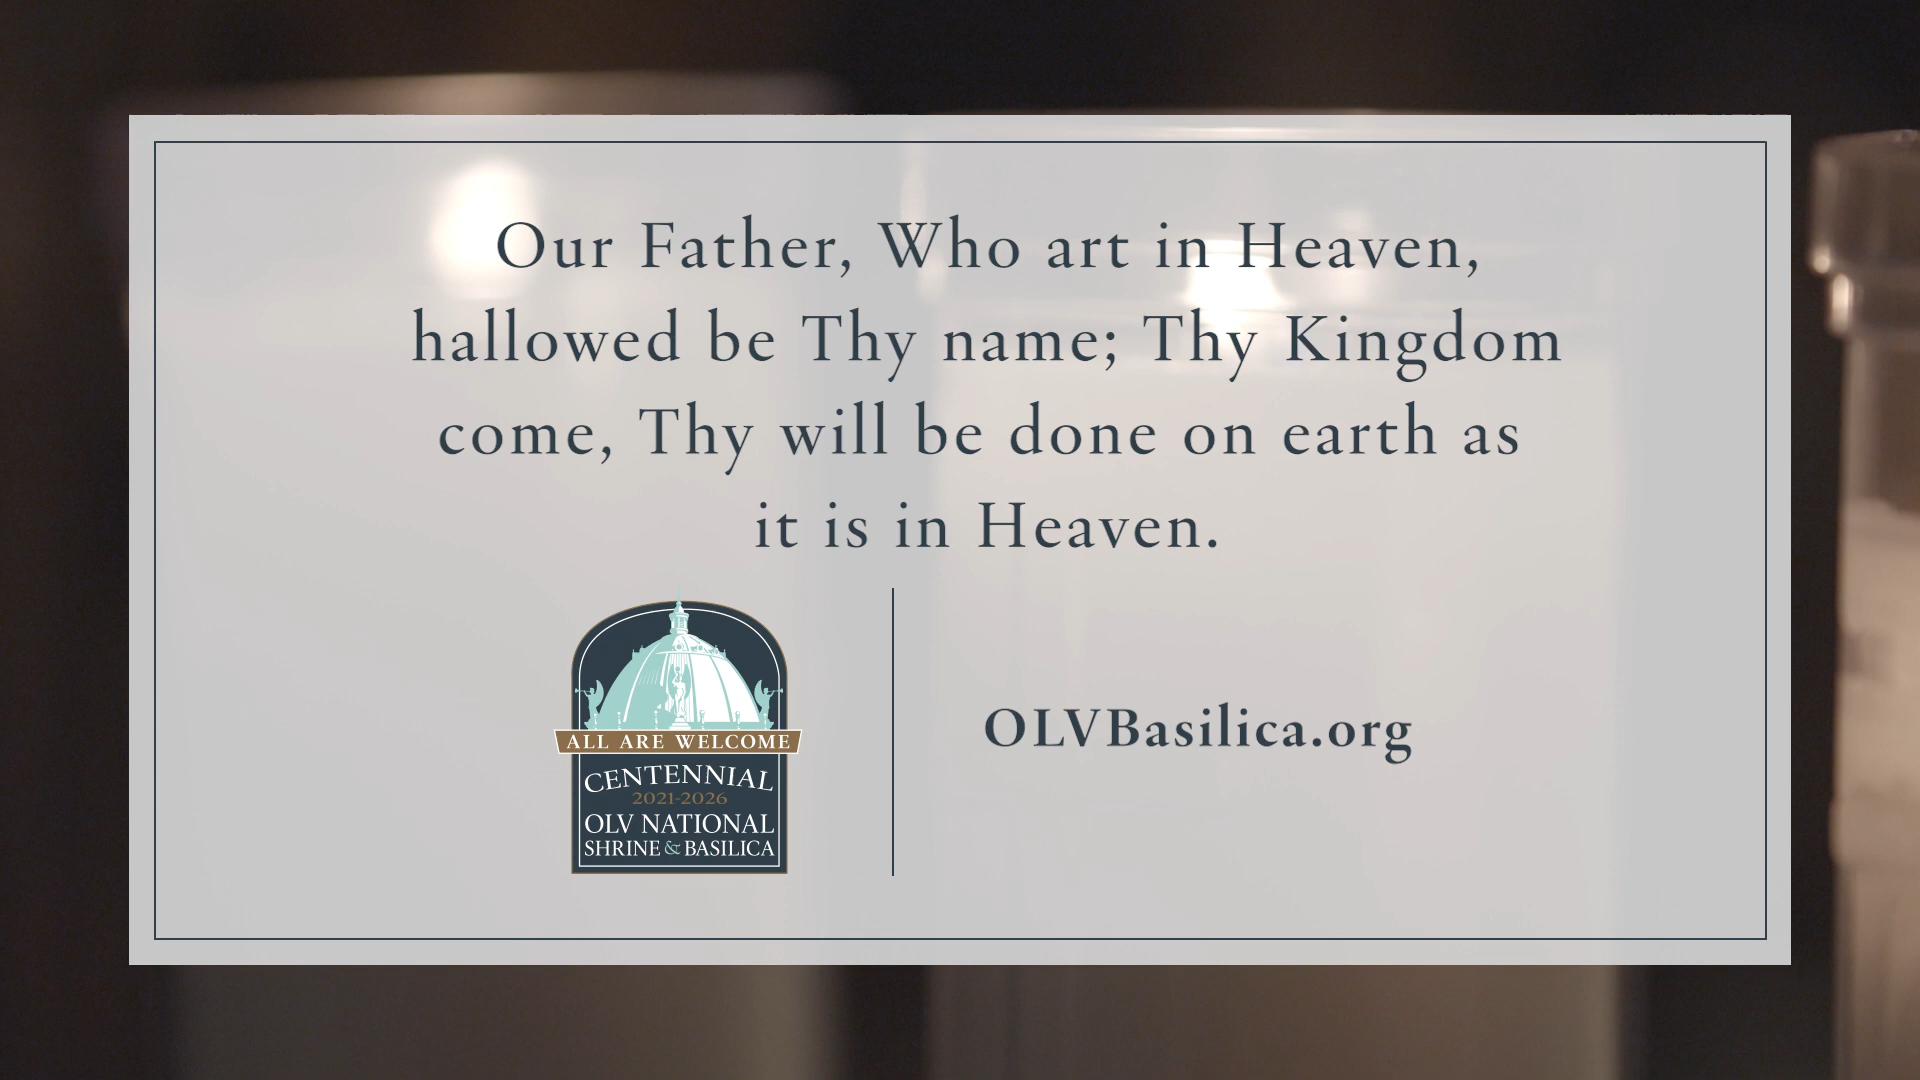 Our Father, Who art in Heaven,
hallowed be Thy name; Thy Kingdom
come, Thy will be done on earth as
it is in Heaven.
ALL ARE WELCOME
CENTENNIAL
2021-2026
OLV NATIONAL
SHRINE & BASILICA
OLVBasilica.org